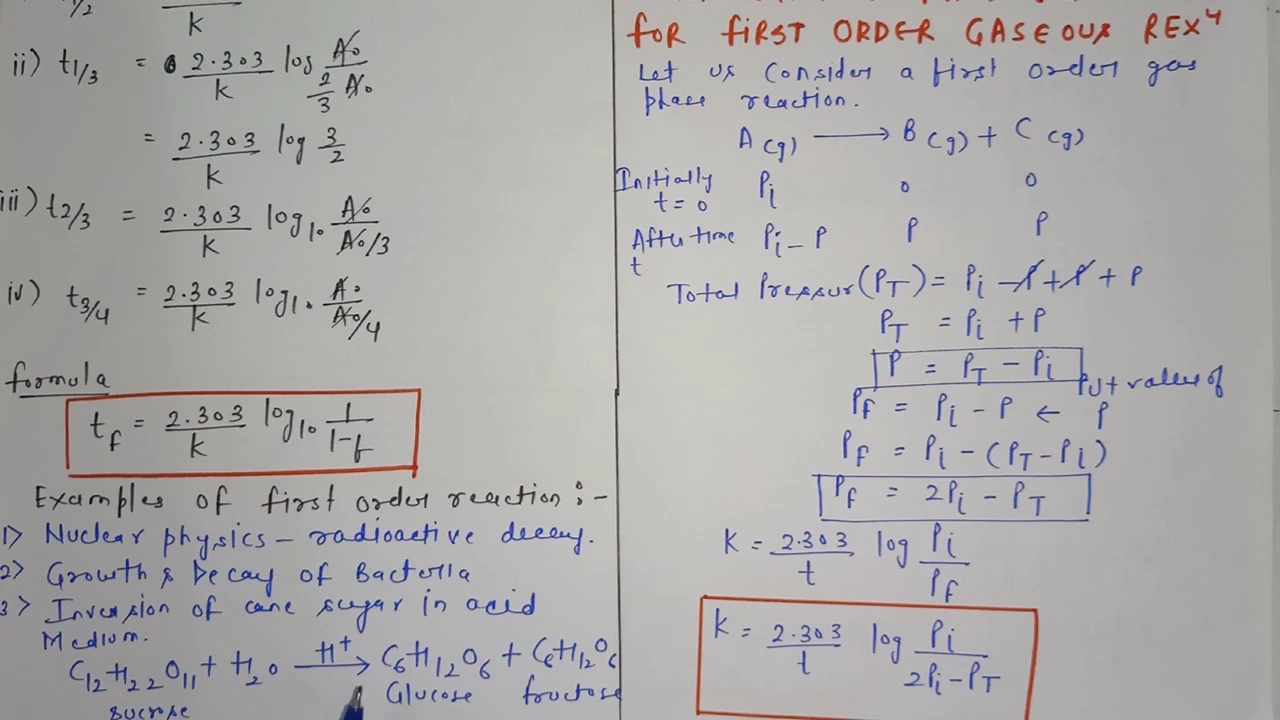 1/2 k
ii) t1/3 = 2.303/k log A₀/(2/3 A₀)
= 2.303/k log 3/2
iii) t2/3 = 2.303/k log10 A₀/(A₀/3)
iv) t3/4 = 2.303/k log10 A₀/(A₀/4)
formula
tf = 2.303/k log10 1/(1-f)
Examples of first order reaction :-
1> Nuclear physics - radioactive decay.
2> Growth & Decay of Bacteria
3> Inversion of cane sugar in acid
Medium.
C12H22O11 + H2O —H+→ C6H12O6 + C6H12O6
sucrose Glucose fructose
FOR FIRST ORDER GASEOUS REXⁿ
Let us consider a first order gas
phase reaction.
A(g) ⟶ B(g) + C(g)
Initially Pi 0 0
t=0
After time Pi - P P P
t
Total Pressur (PT) = Pi - P + P + P
PT = Pi + P
P = PT - Pi
Put value of
Pf = Pi - P ← P
Pf = Pi - (PT - Pi)
Pf = 2Pi - PT
K = 2.303/t log Pi/Pf
K = 2.303/t log Pi/(2Pi - PT)